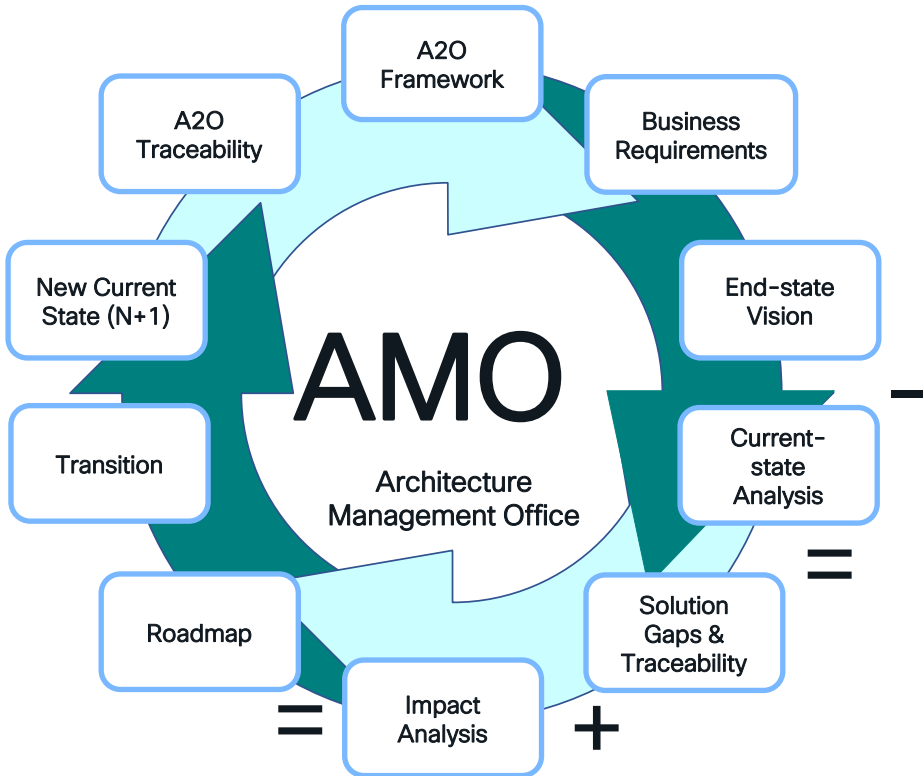 A2O
Framework
Business
Requirements
End-state
Vision
–
Current-
state
Analysis
=
Solution
Gaps &
Traceability
+
Impact
Analysis
=
Roadmap
Transition
New Current
State (N+1)
A2O
Traceability
AMO
Architecture
Management Office